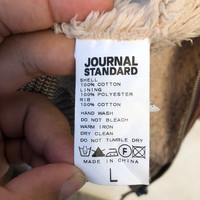 JOURNAL
STANDARD
SHELL
100% COTTON
LINING
100% POLYESTER
RIB
100% COTTON
HAND WASH
DO NOT BLEACH
WARM IRON
DRY CLEAN
DO NOT TUMBLE DRY
MADE IN CHINA
L